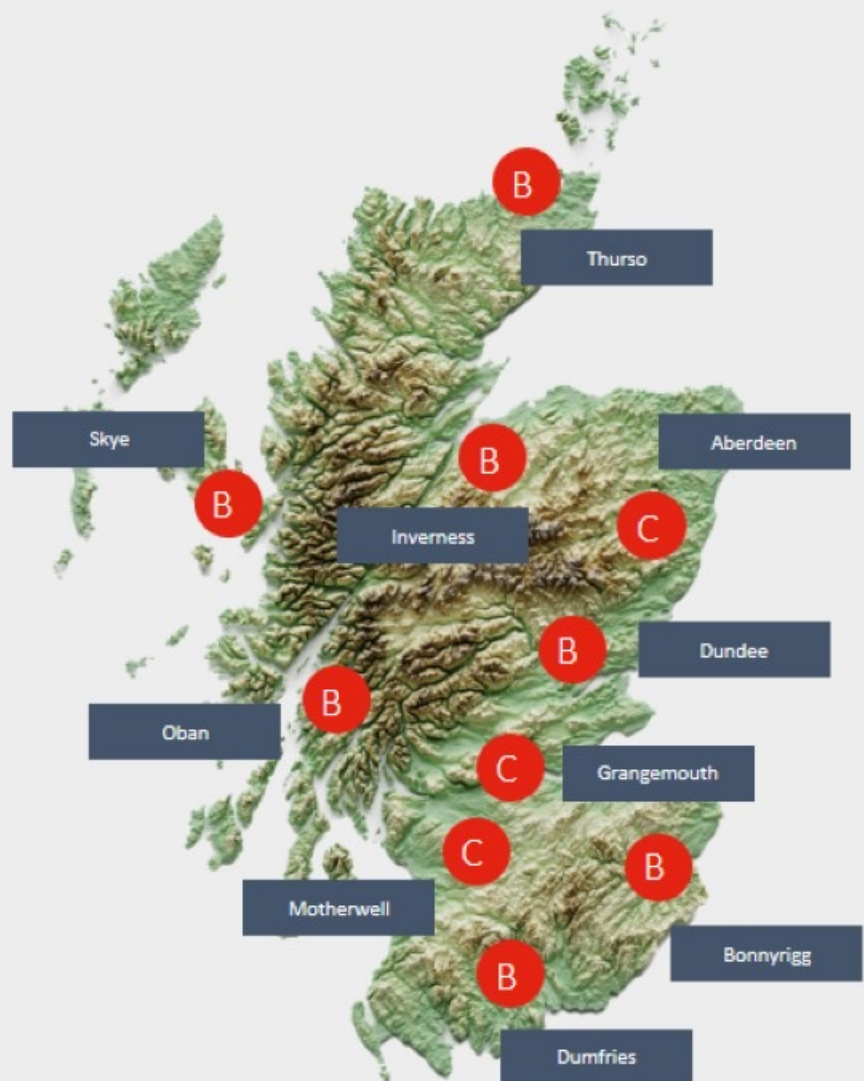 B
Thurso
Skye
B
Aberdeen
B
C
Inverness
B
Dundee
B
Oban
C
Grangemouth
C
B
Motherwell
Bonnyrigg
B
Dumfries